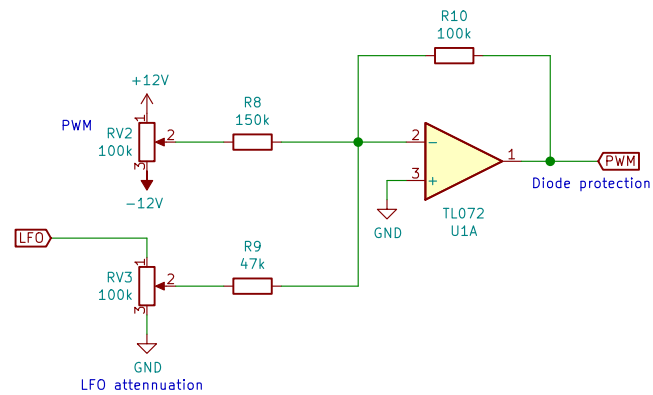 R10
100k
+12V
R8
150k
PWM
RV2
100k
1
2
3
-12V
2
−
1
PWM
3
+
Diode protection
TL072
U1A
GND
LFO
R9
47k
RV3
100k
1
2
3
GND
LFO attennuation